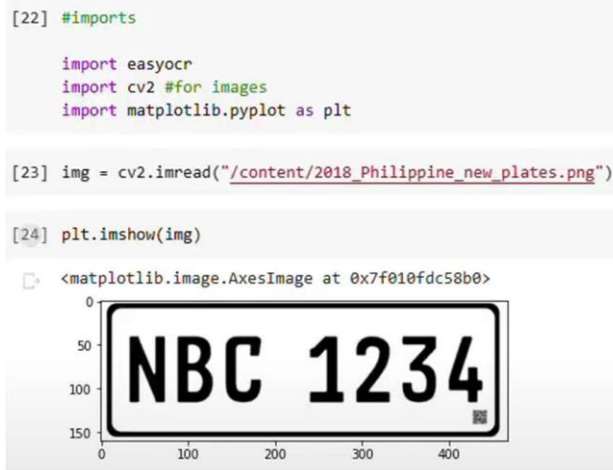 [22] #imports
import easyocr
import cv2 #for images
import matplotlib.pyplot as plt
[23] img = cv2.imread("/content/2018_Philippine_new_plates.png")
[24] plt.imshow(img)
<matplotlib.image.AxesImage at 0x7f010fdc58b0>
0
50
100
150
NBC 1234
0 100 200 300 400